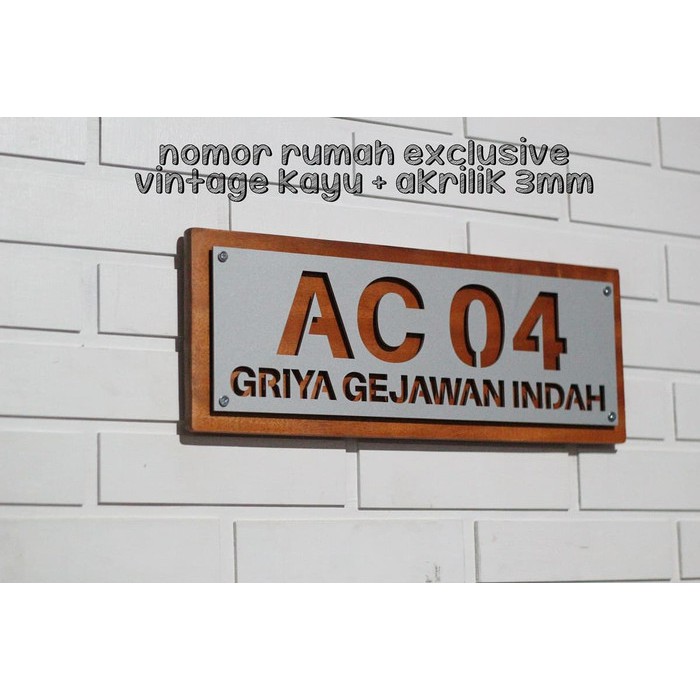 nomor rumah exclusive
vintage kayu + akrilik 3mm
AC 04
GRIYA GEJAWAN INDAH